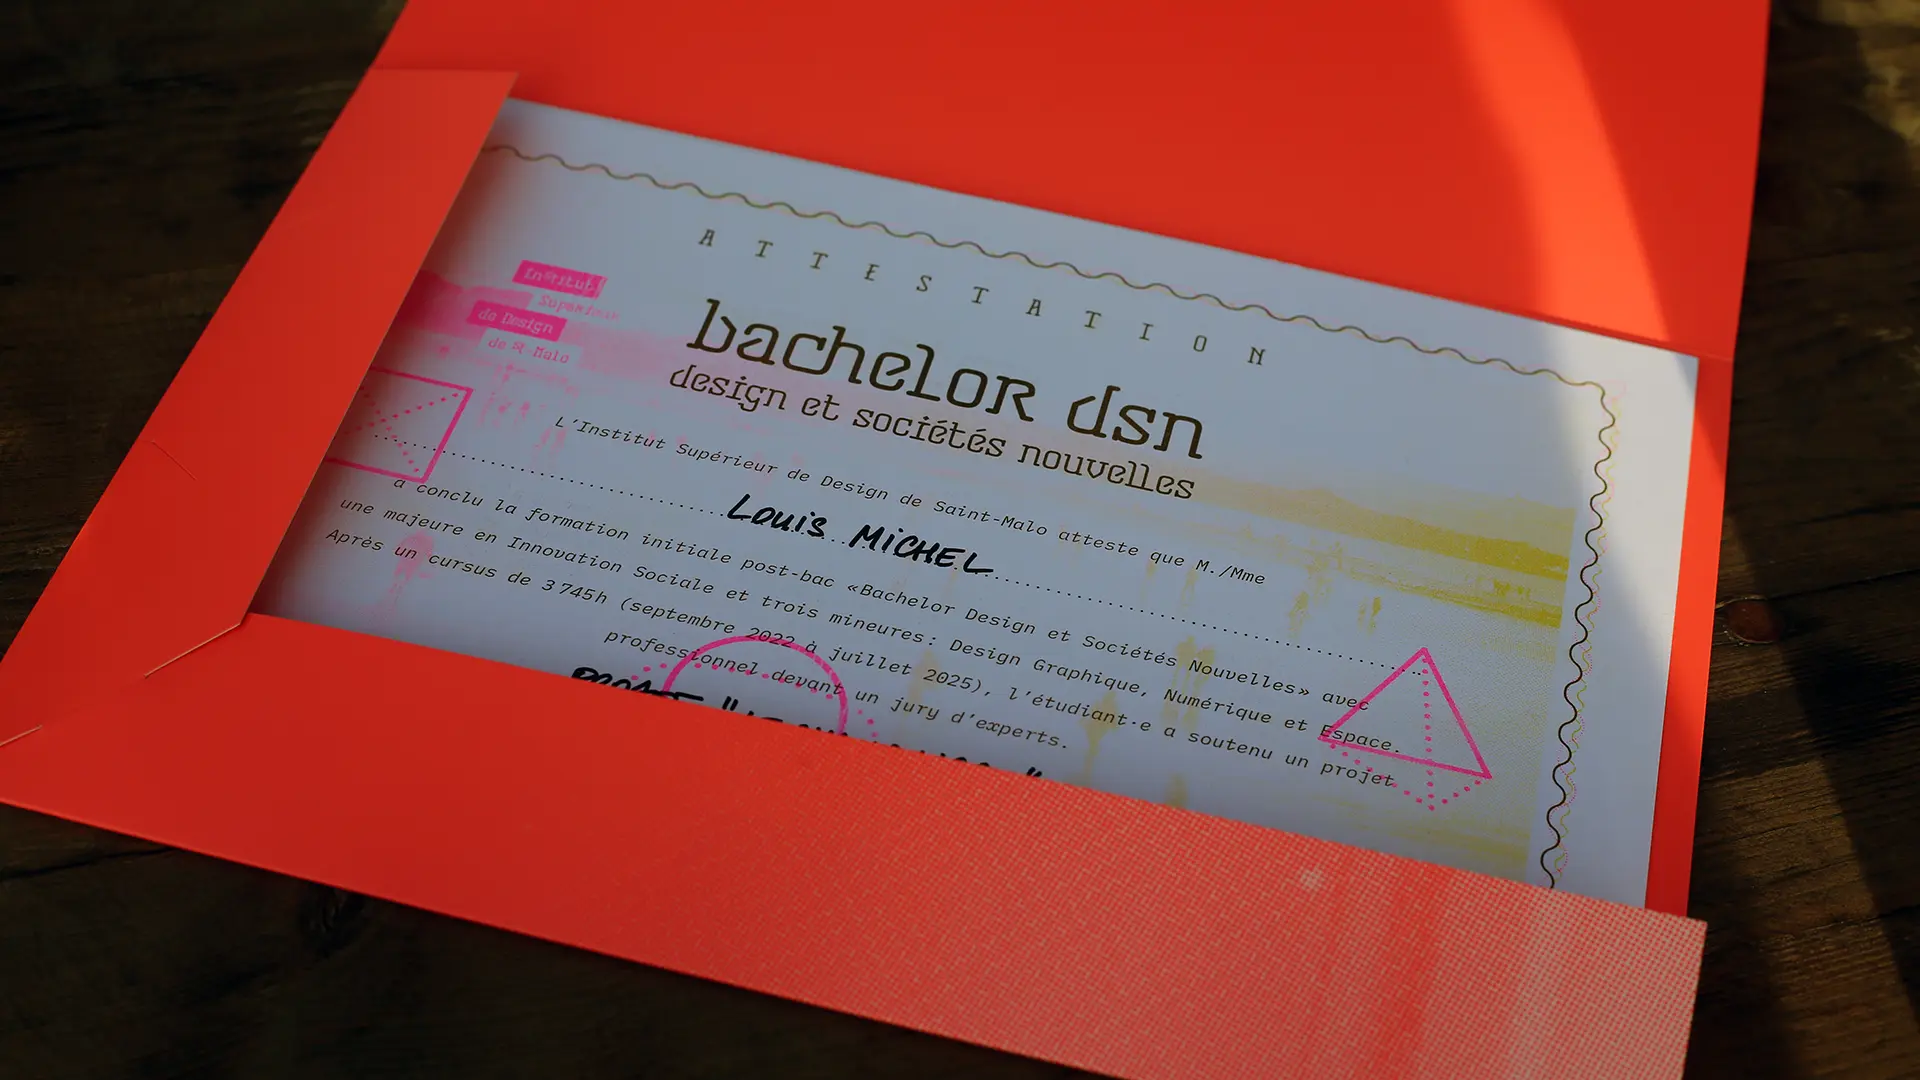 ATTESTATION
Institut
Supérieur
de Design
de St-Malo
bachelor dsn
design et sociétés nouvelles
L'Institut Supérieur de Design de Saint-Malo atteste que M./Mme
Louis MICHEL
a conclu la formation initiale post-bac «Bachelor Design et Sociétés Nouvelles» avec
une majeure en Innovation Sociale et trois mineures: Design Graphique, Numérique et Espace.
Après un cursus de 3745h (septembre 2022 à juillet 2025), l'étudiant·e a soutenu un projet
professionnel devant un jury d'experts.
PROJET